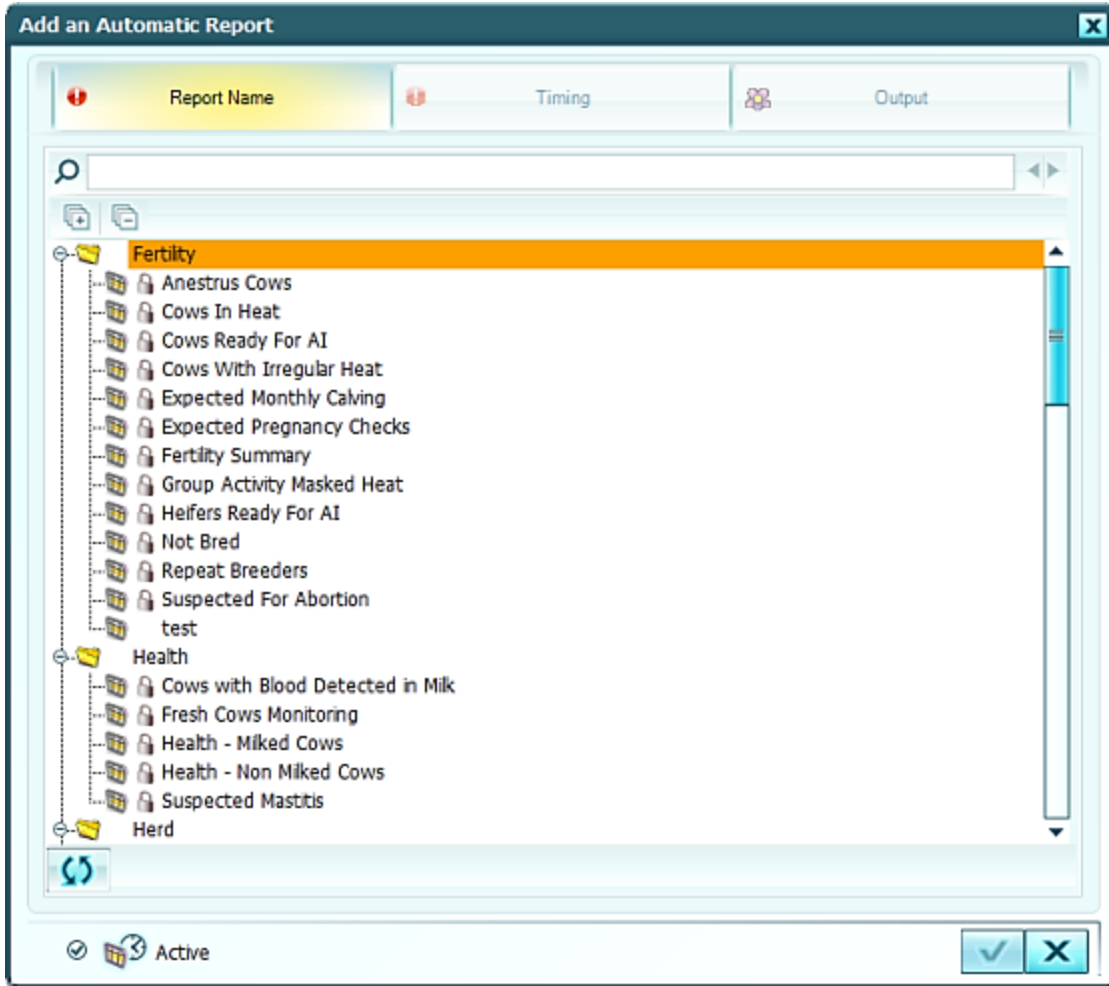 Add an Automatic Report
Report Name
Timing
Output
Fertility
Anestrus Cows
Cows In Heat
Cows Ready For AI
Cows With Irregular Heat
Expected Monthly Calving
Expected Pregnancy Checks
Fertility Summary
Group Activity Masked Heat
Heifers Ready For AI
Not Bred
Repeat Breeders
Suspected For Abortion
test
Health
Cows with Blood Detected in Milk
Fresh Cows Monitoring
Health - Milked Cows
Health - Non Milked Cows
Suspected Mastitis
Herd
Active